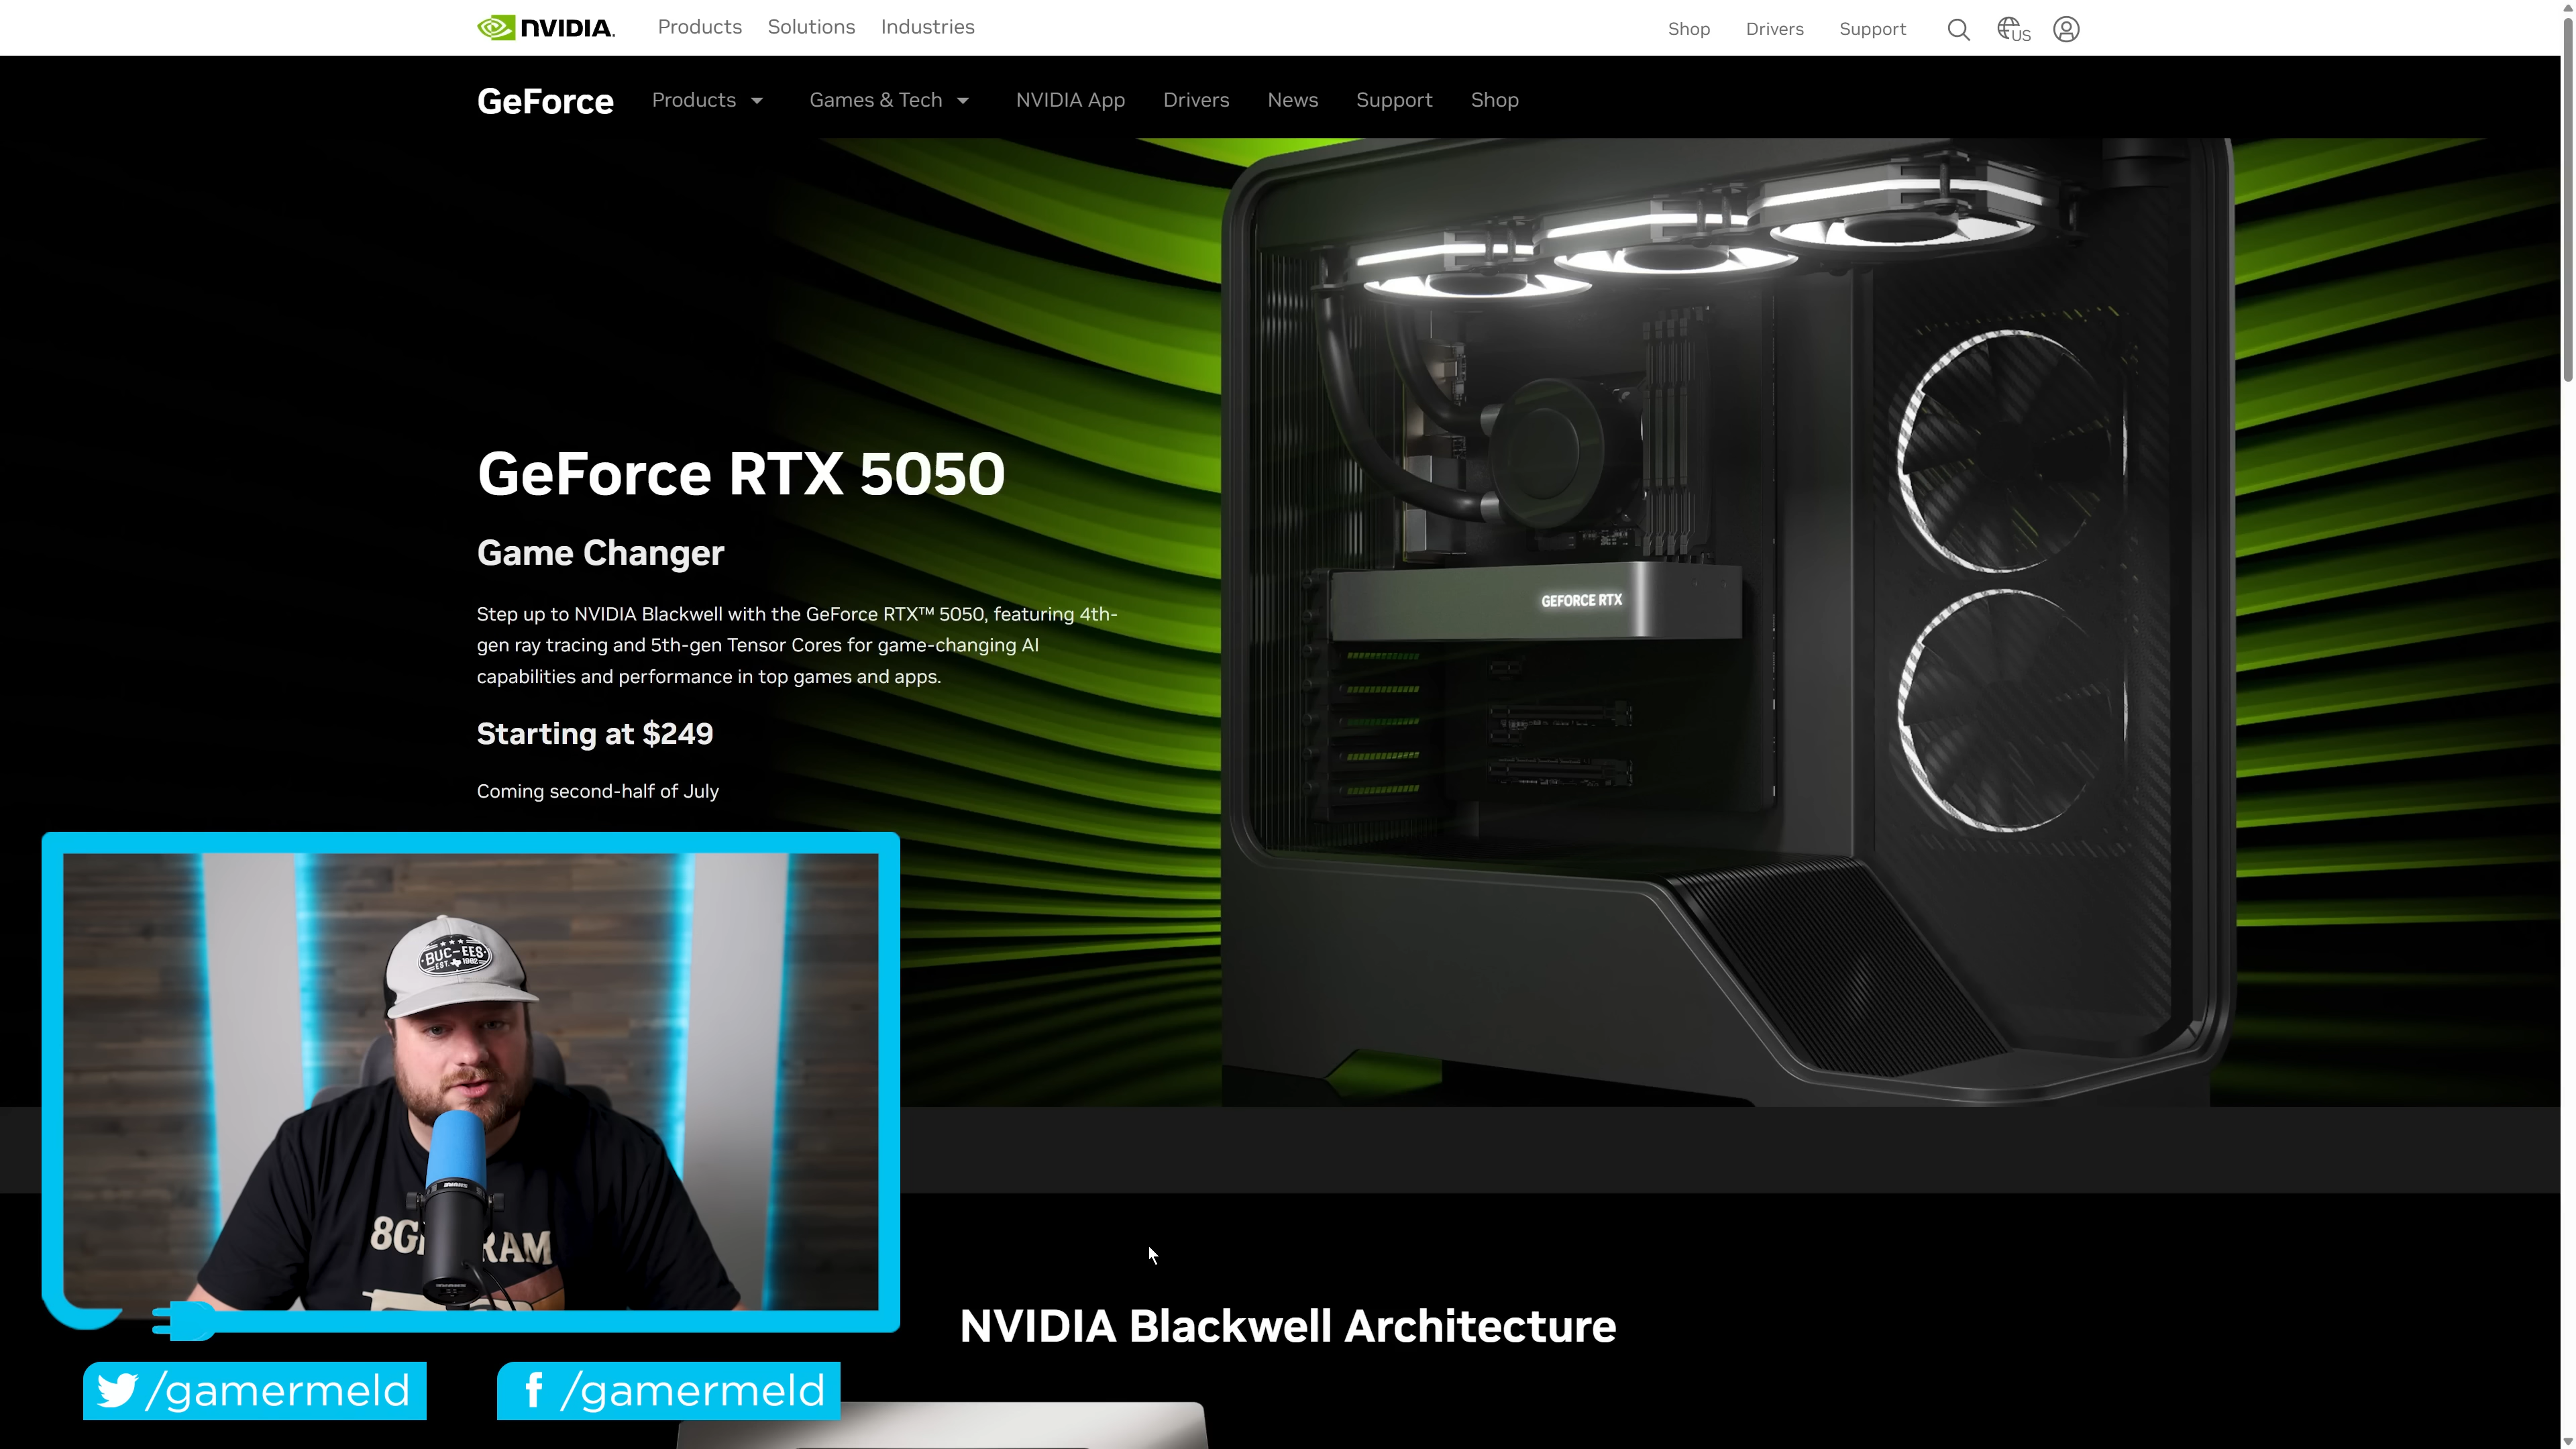 NVIDIA.
Products Solutions Industries
Shop Drivers Support US
GeForce Products Games & Tech NVIDIA App Drivers News Support Shop
GeForce RTX 5050
Game Changer
Step up to NVIDIA Blackwell with the GeForce RTX™ 5050, featuring 4th-
gen ray tracing and 5th-gen Tensor Cores for game-changing AI
capabilities and performance in top games and apps.
Starting at $249
Coming second-half of July
GEFORCE RTX
BUC-EES
EST. 1982
8G RAM
NVIDIA Blackwell Architecture
/gamermeld
f /gamermeld